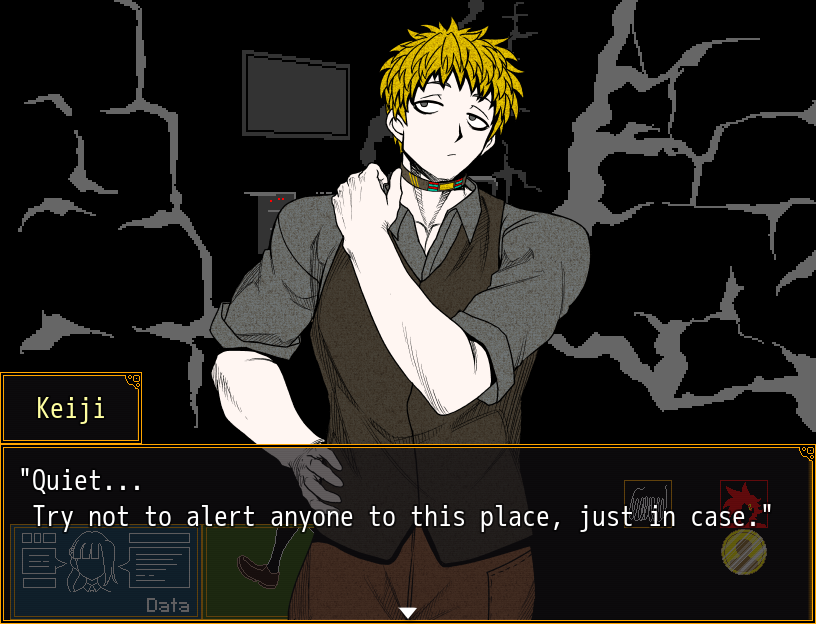 Keiji
"Quiet...
Try not to alert anyone to this place, just in case."
Data